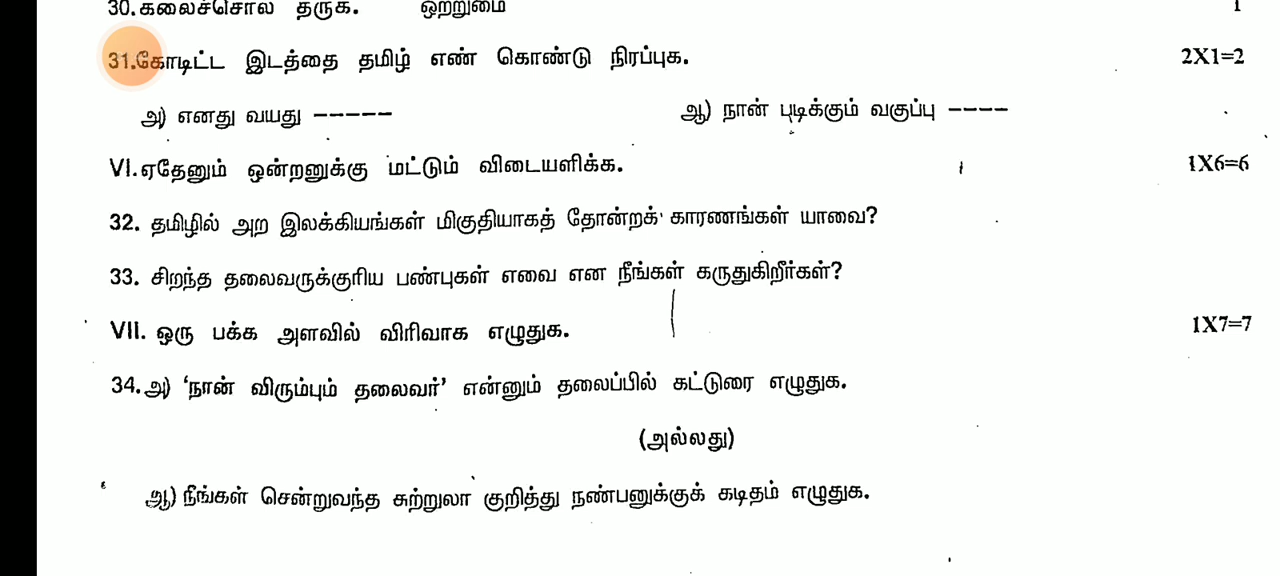 30.கலைச்சொல் தருக. ஒற்றுமை 1
31.கோடிட்ட இடத்தை தமிழ் எண் கொண்டு நிரப்புக. 2X1=2
அ) எனது வயது ----- ஆ) நான் படிக்கும் வகுப்பு ----
VI.ஏதேனும் ஒன்றனுக்கு மட்டும் விடையளிக்க. 1X6=6
32. தமிழில் அற இலக்கியங்கள் மிகுதியாகத் தோன்றக் காரணங்கள் யாவை?
33. சிறந்த தலைவருக்குரிய பண்புகள் எவை என நீங்கள் கருதுகிறீர்கள்?
VII. ஒரு பக்க அளவில் விரிவாக எழுதுக. 1X7=7
34.அ) 'நான் விரும்பும் தலைவர்' என்னும் தலைப்பில் கட்டுரை எழுதுக.
(அல்லது)
ஆ) நீங்கள் சென்றுவந்த சுற்றுலா குறித்து நண்பனுக்குக் கடிதம் எழுதுக.